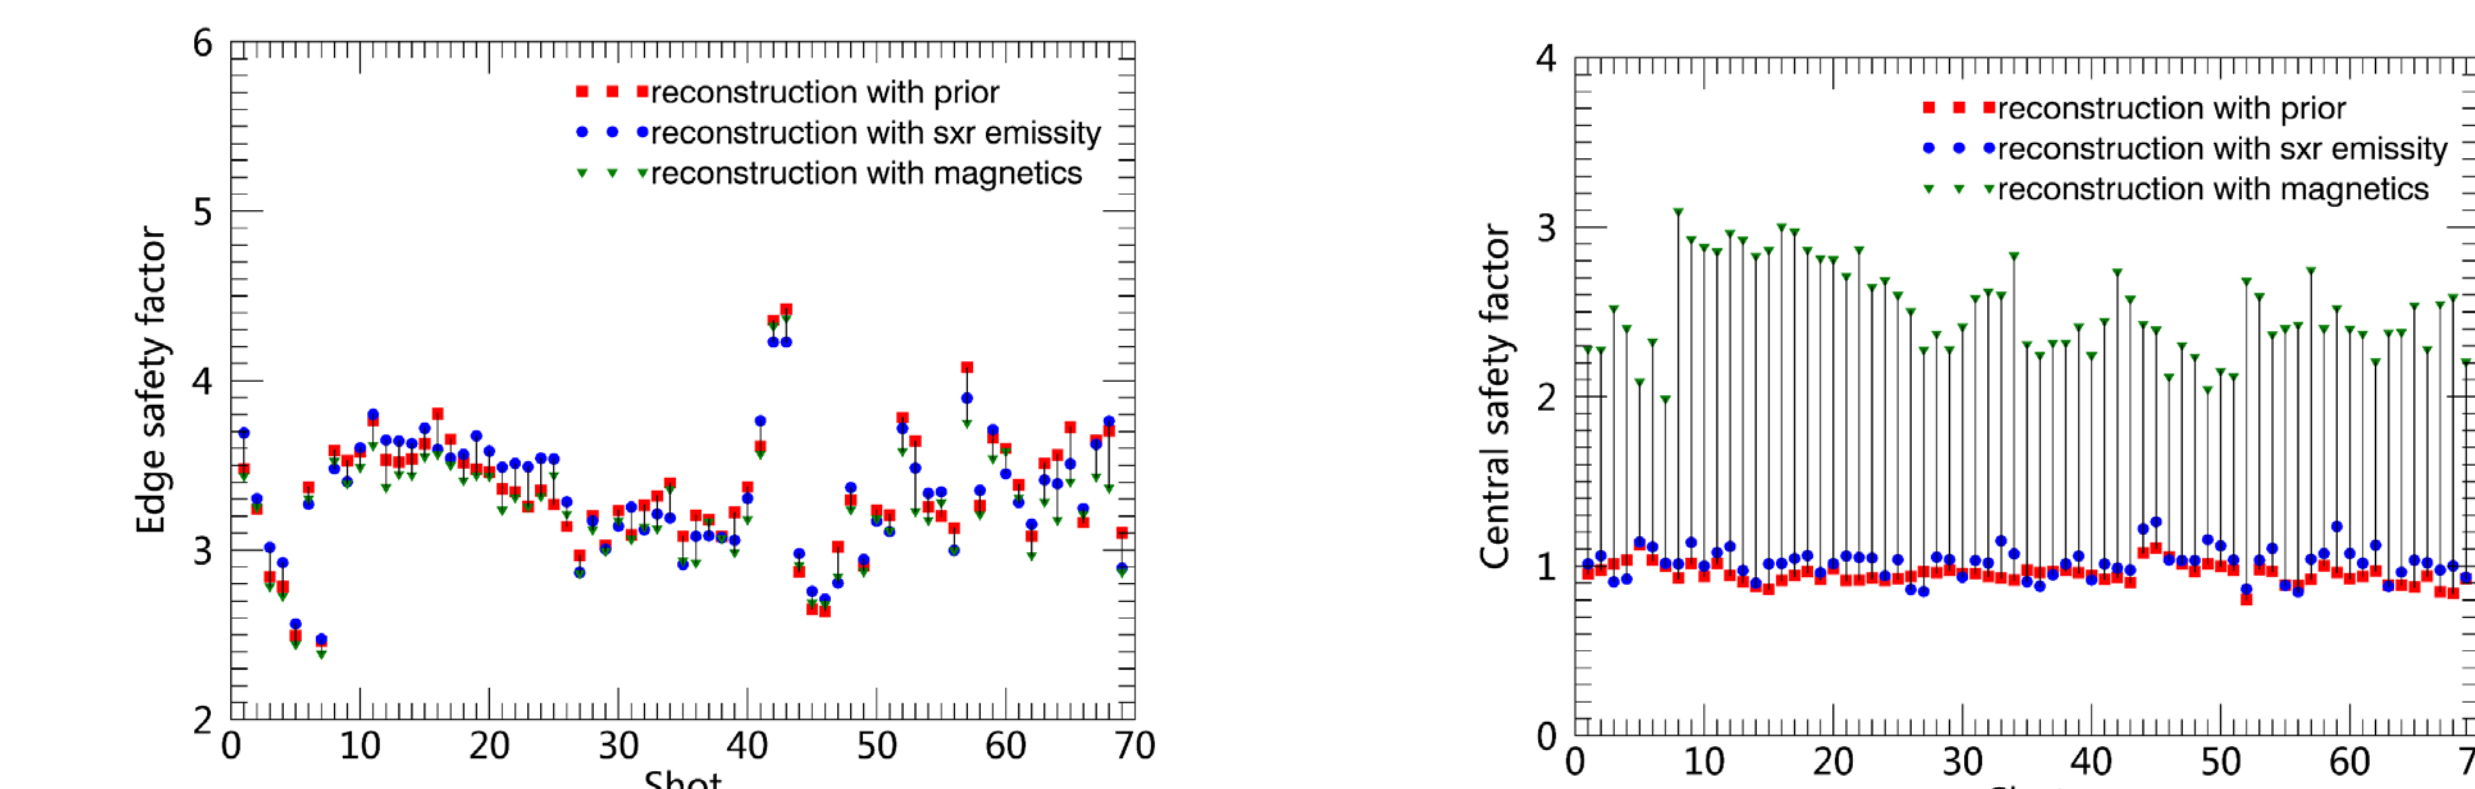 6
reconstruction with prior
reconstruction with sxr emissity
reconstruction with magnetics
5
Edge safety factor
4
3
2
0 10 20 30 40 50 60 70
Shot
4
reconstruction with prior
reconstruction with sxr emissity
reconstruction with magnetics
3
Central safety factor
2
1
0
0 10 20 30 40 50 60